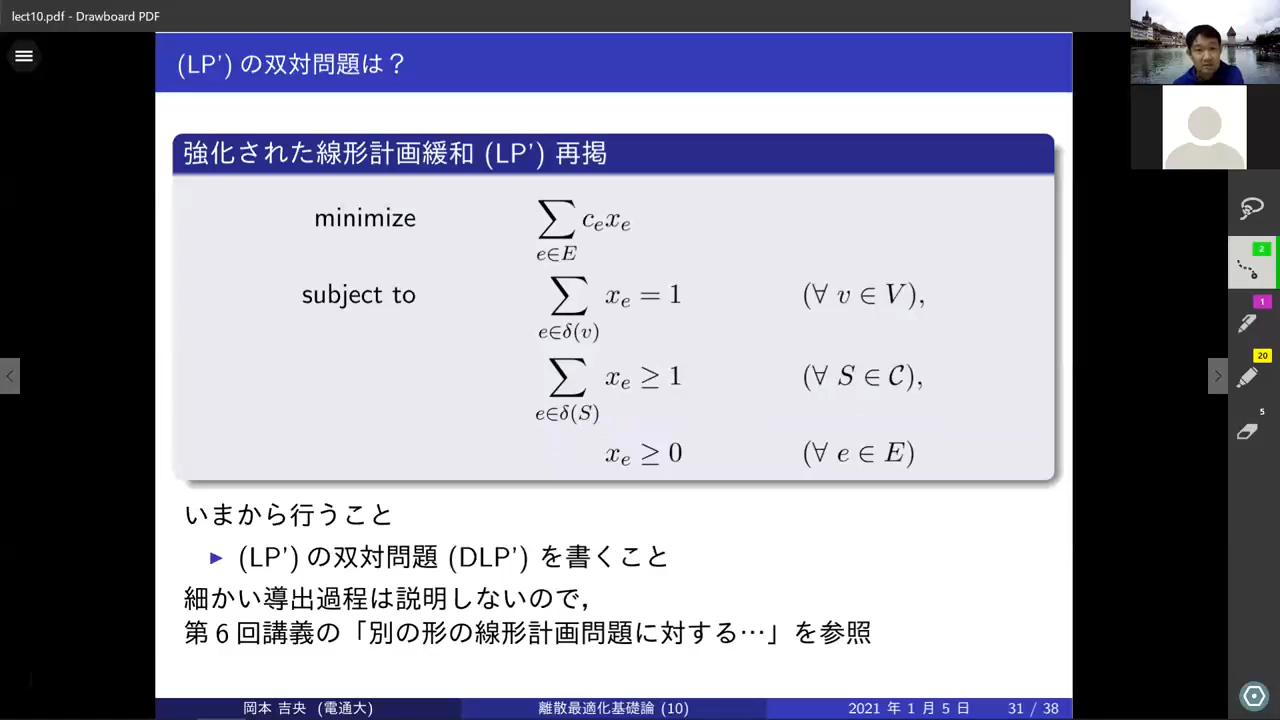 lect10.pdf - Drawboard PDF
(LP') の双対問題は？
強化された線形計画緩和 (LP') 再掲
minimize ∑_{e∈E} c_e x_e
subject to ∑_{e∈δ(v)} x_e = 1 (∀ v ∈ V),
∑_{e∈δ(S)} x_e ≥ 1 (∀ S ∈ 𝒞),
x_e ≥ 0 (∀ e ∈ E)
いまから行うこと
▶ (LP') の双対問題 (DLP') を書くこと
細かい導出過程は説明しないので，
第 6 回講義の「別の形の線形計画問題に対する…」を参照
岡本 吉央 (電通大) 離散最適化基礎論 (10) 2021 年 1 月 5 日 31 / 38
2
1
20
5